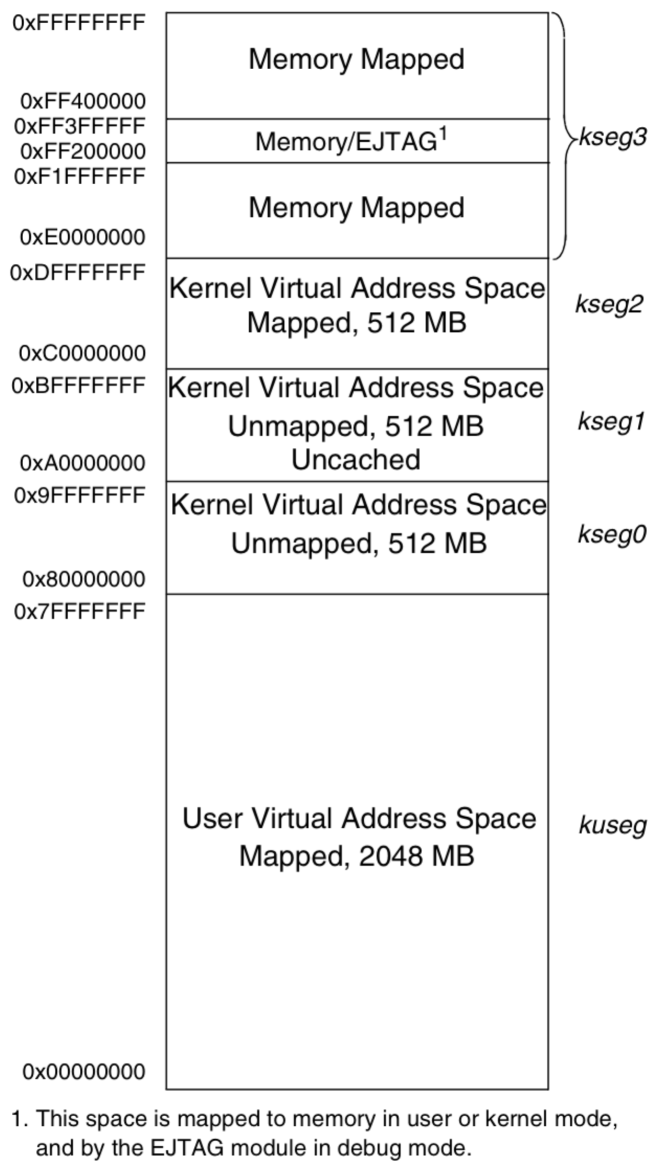 0xFFFFFFFF
Memory Mapped
0xFF400000
0xFF3FFFFF
Memory/EJTAG1
kseg3
0xFF200000
0xF1FFFFFF
Memory Mapped
0xE0000000
0xDFFFFFFF
Kernel Virtual Address Space
Mapped, 512 MB
kseg2
0xC0000000
0xBFFFFFFF
Kernel Virtual Address Space
Unmapped, 512 MB
Uncached
kseg1
0xA0000000
0x9FFFFFFF
Kernel Virtual Address Space
Unmapped, 512 MB
kseg0
0x80000000
0x7FFFFFFF
User Virtual Address Space
Mapped, 2048 MB
kuseg
0x00000000
1. This space is mapped to memory in user or kernel mode,
and by the EJTAG module in debug mode.